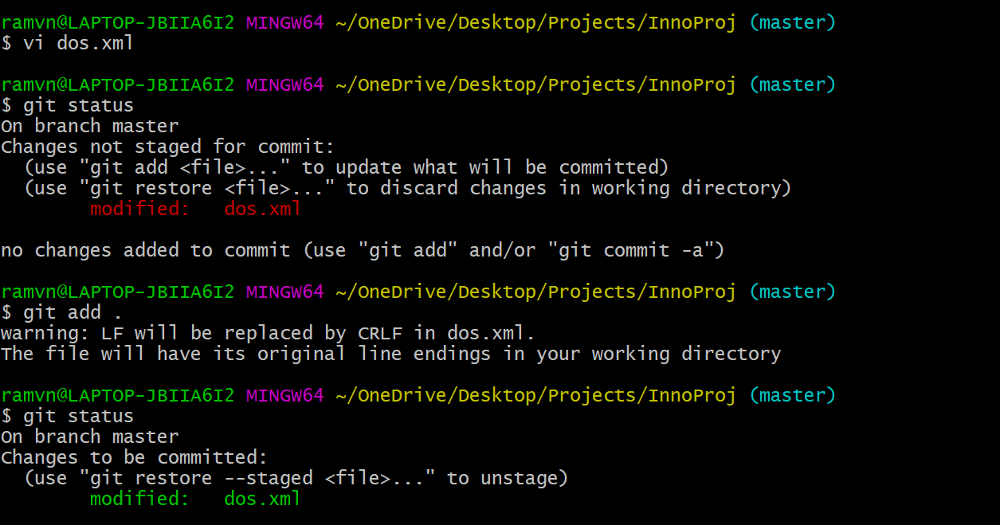 ramvn@LAPTOP-JBIIA6I2 MINGW64 ~/OneDrive/Desktop/Projects/InnoProj (master)
$ vi dos.xml
ramvn@LAPTOP-JBIIA6I2 MINGW64 ~/OneDrive/Desktop/Projects/InnoProj (master)
$ git status
On branch master
Changes not staged for commit:
  (use "git add <file>..." to update what will be committed)
  (use "git restore <file>..." to discard changes in working directory)
        modified:   dos.xml
no changes added to commit (use "git add" and/or "git commit -a")
ramvn@LAPTOP-JBIIA6I2 MINGW64 ~/OneDrive/Desktop/Projects/InnoProj (master)
$ git add .
warning: LF will be replaced by CRLF in dos.xml.
The file will have its original line endings in your working directory
ramvn@LAPTOP-JBIIA6I2 MINGW64 ~/OneDrive/Desktop/Projects/InnoProj (master)
$ git status
On branch master
Changes to be committed:
  (use "git restore --staged <file>..." to unstage)
        modified:   dos.xml